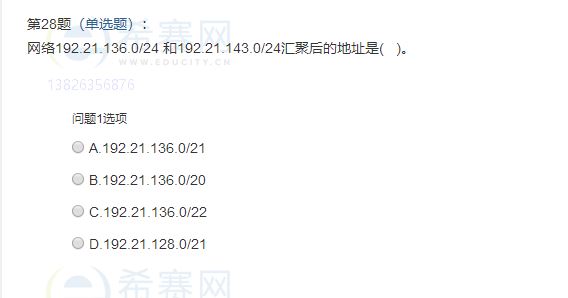 第28题（单选题）：
网络192.21.136.0/24 和192.21.143.0/24汇聚后的地址是(   )。
希赛网
WWW.EDUCITY.CN
13826356876
问题1选项
A.192.21.136.0/21
B.192.21.136.0/20
C.192.21.136.0/22
D.192.21.128.0/21
希赛网